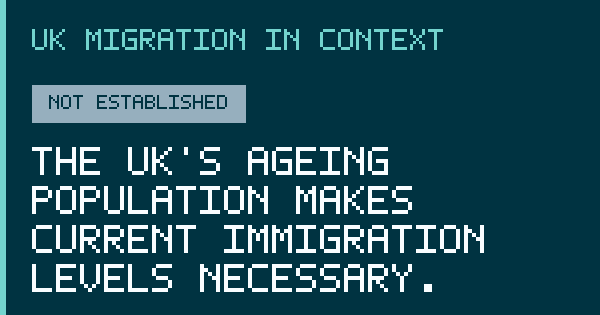 UK MIGRATION IN CONTEXT
NOT ESTABLISHED
THE UK'S AGEING
POPULATION MAKES
CURRENT IMMIGRATION
LEVELS NECESSARY.